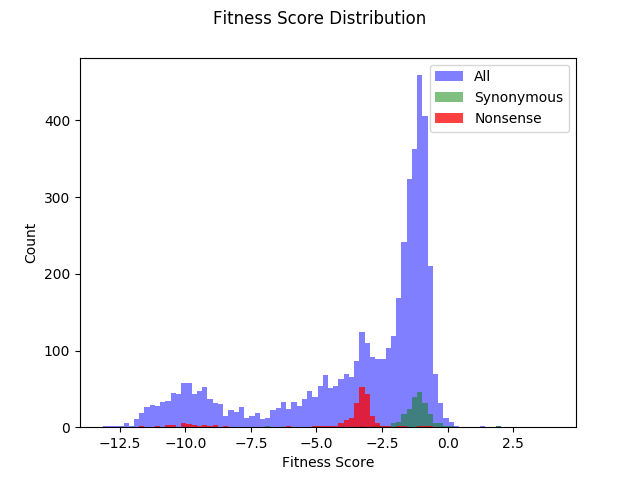 Fitness Score Distribution
All
Synonymous
Nonsense
400
300
200
100
0
Count
−12.5 −10.0 −7.5 −5.0 −2.5 0.0 2.5
Fitness Score